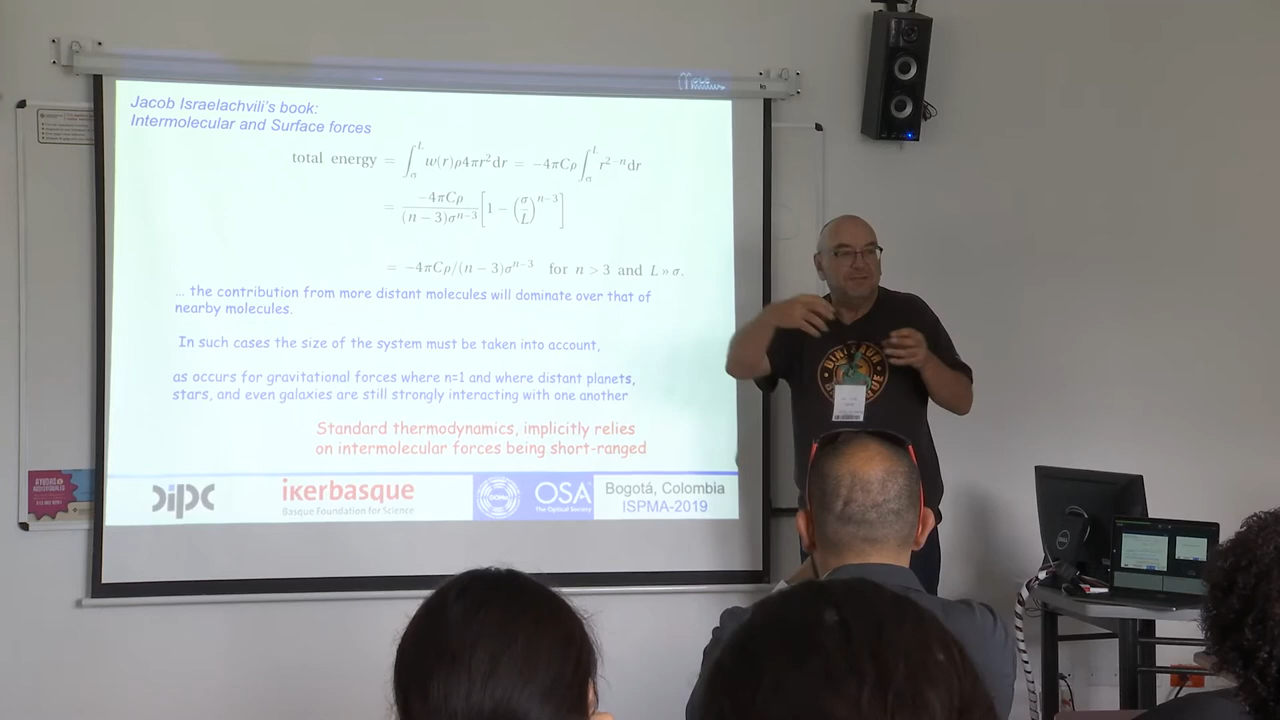 Jacob Israelachvili's book:
Intermolecular and Surface forces
total energy = ∫_σ^L w(r)ρ4πr²dr = −4πCρ ∫_σ^L r^{2−n}dr
= −4πCρ / (n − 3)σ^{n−3} [1 − (σ/L)^{n−3}]
= −4πCρ/(n − 3)σ^{n−3} for n > 3 and L » σ.
... the contribution from more distant molecules will dominate over that of
nearby molecules.
In such cases the size of the system must be taken into account,
as occurs for gravitational forces where n=1 and where distant planets,
stars, and even galaxies are still strongly interacting with one another
Standard thermodynamics, implicitly relies
on intermolecular forces being short-ranged
dipc
ikerbasque
Basque Foundation for Science
OSA
The Optical Society
Bogotá, Colombia
ISPMA-2019
DINOSAUR
DELL